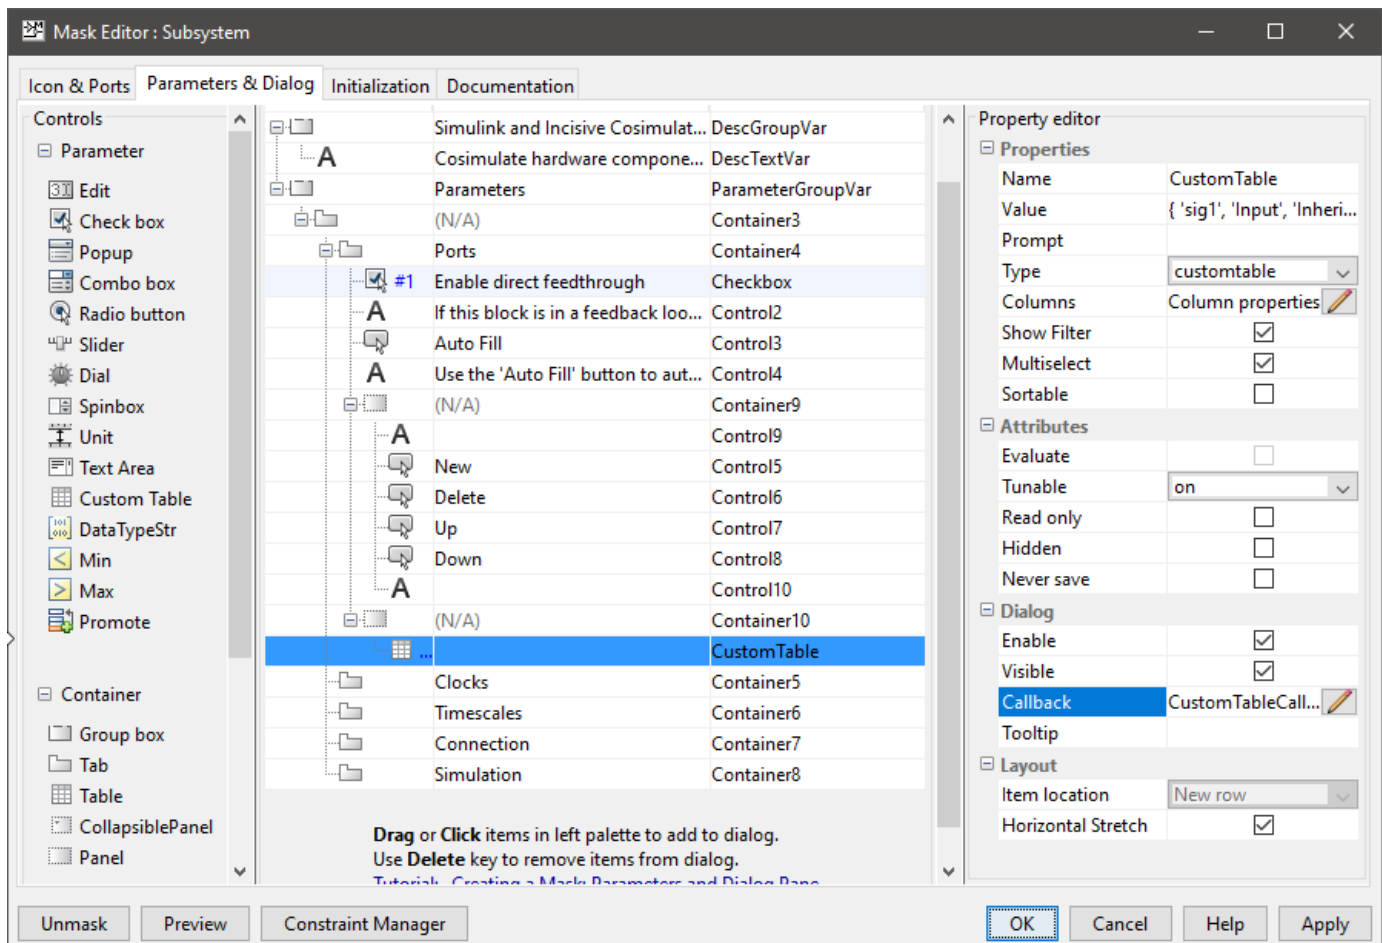 Mask Editor : Subsystem
Icon & Ports
Parameters & Dialog
Initialization
Documentation
Controls
Parameter
Edit
Check box
Popup
Combo box
Radio button
Slider
Dial
Spinbox
Unit
Text Area
Custom Table
DataTypeStr
Min
Max
Promote
Container
Group box
Tab
Table
CollapsiblePanel
Panel
Simulink and Incisive Cosimulat... DescGroupVar
A Cosimulate hardware compone... DescTextVar
Parameters ParameterGroupVar
(N/A) Container3
Ports Container4
#1 Enable direct feedthrough Checkbox
A If this block is in a feedback loo... Control2
Auto Fill Control3
A Use the 'Auto Fill' button to aut... Control4
(N/A) Container9
A Control9
New Control5
Delete Control6
Up Control7
Down Control8
A Control10
(N/A) Container10
... CustomTable
Clocks Container5
Timescales Container6
Connection Container7
Simulation Container8
Drag or Click items in left palette to add to dialog.
Use Delete key to remove items from dialog.
Tutorial: Creating a Mask: Parameters and Dialog Pane
Property editor
Properties
Name CustomTable
Value { 'sig1', 'Input', 'Inheri...
Prompt
Type customtable
Columns Column properties
Show Filter
Multiselect
Sortable
Attributes
Evaluate
Tunable on
Read only
Hidden
Never save
Dialog
Enable
Visible
Callback CustomTableCall...
Tooltip
Layout
Item location New row
Horizontal Stretch
Unmask
Preview
Constraint Manager
OK
Cancel
Help
Apply